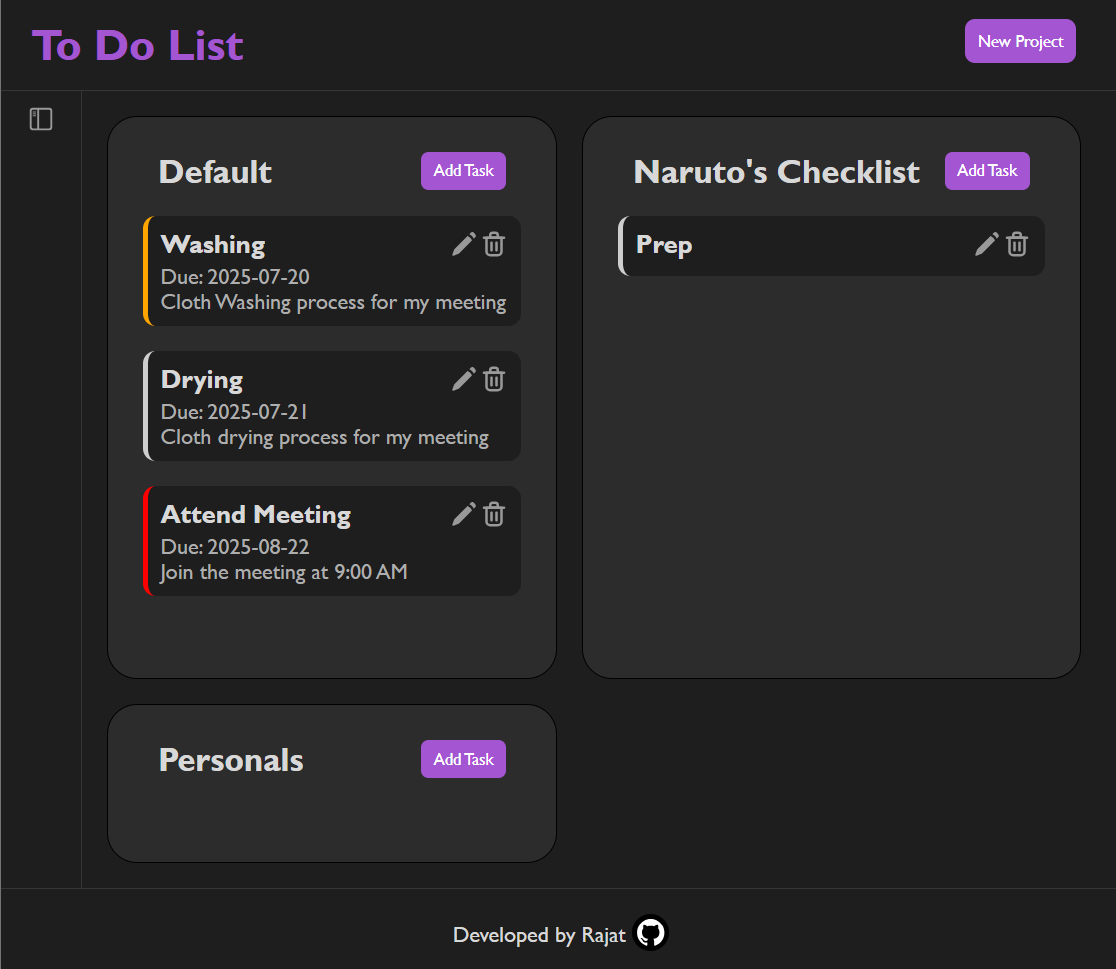 To Do List
New Project
Default
Add Task
Washing
Due: 2025-07-20
Cloth Washing process for my meeting
Drying
Due: 2025-07-21
Cloth drying process for my meeting
Attend Meeting
Due: 2025-08-22
Join the meeting at 9:00 AM
Naruto's Checklist
Add Task
Prep
Personals
Add Task
Developed by Rajat